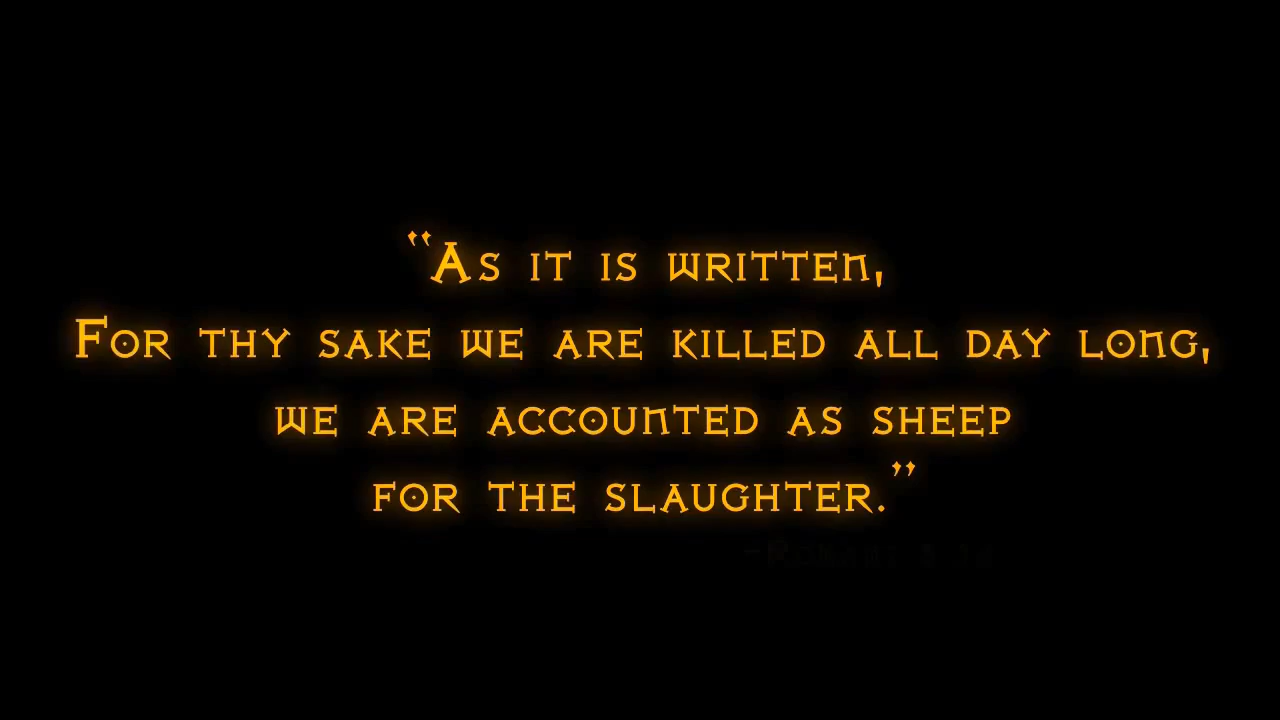 "As it is written,
For thy sake we are killed all day long,
we are accounted as sheep
for the slaughter."
-Romans